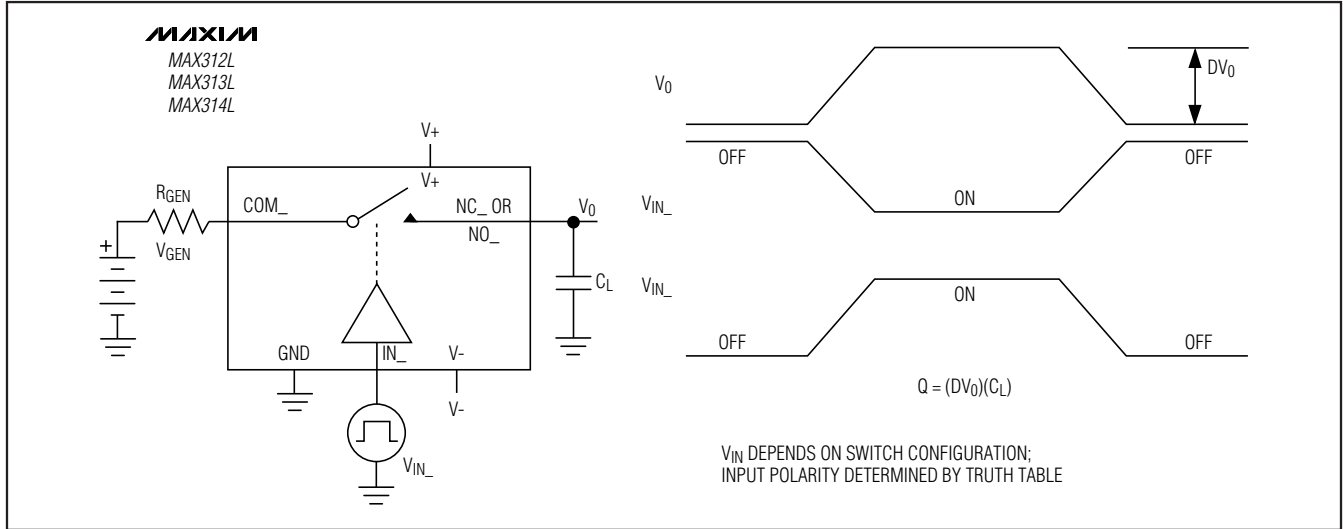 MAXIM
MAX312L
MAX313L
MAX314L
V+
V+
RGEN
COM_
NC_ OR
NO_
V0
VGEN
+
CL
GND
IN_
V-
V-
VIN_
V0
DV0
OFF
OFF
VIN_
ON
VIN_
ON
OFF
OFF
Q = (DV0)(CL)
VIN DEPENDS ON SWITCH CONFIGURATION;
INPUT POLARITY DETERMINED BY TRUTH TABLE